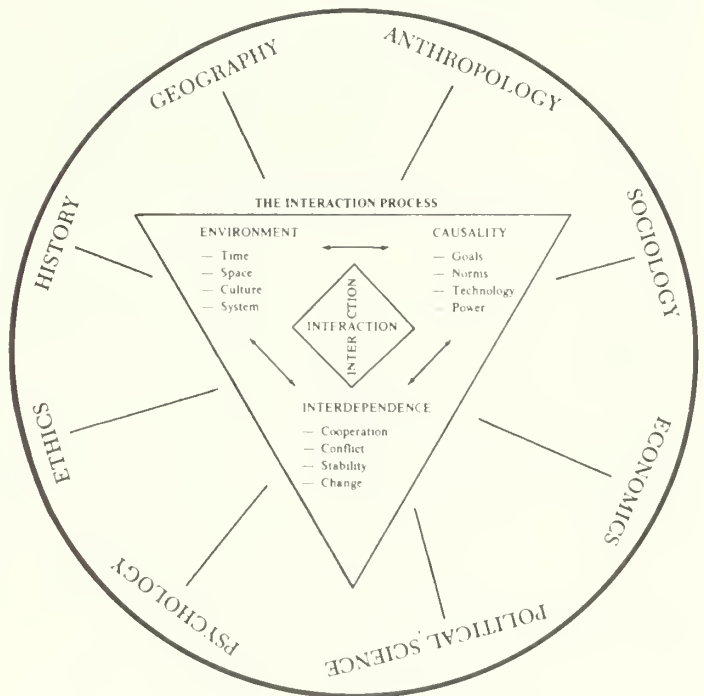 GEOGRAPHY
ANTHROPOLOGY
HISTORY
SOCIOLOGY
ETHICS
ECONOMICS
PSYCHOLOGY
POLITICAL SCIENCE
THE INTERACTION PROCESS
ENVIRONMENT
— Time
— Space
— Culture
— System
CAUSALITY
— Goals
— Norms
— Technology
— Power
INTERACTION
INTERACTION
INTERDEPENDENCE
— Cooperation
— Conflict
— Stability
— Change